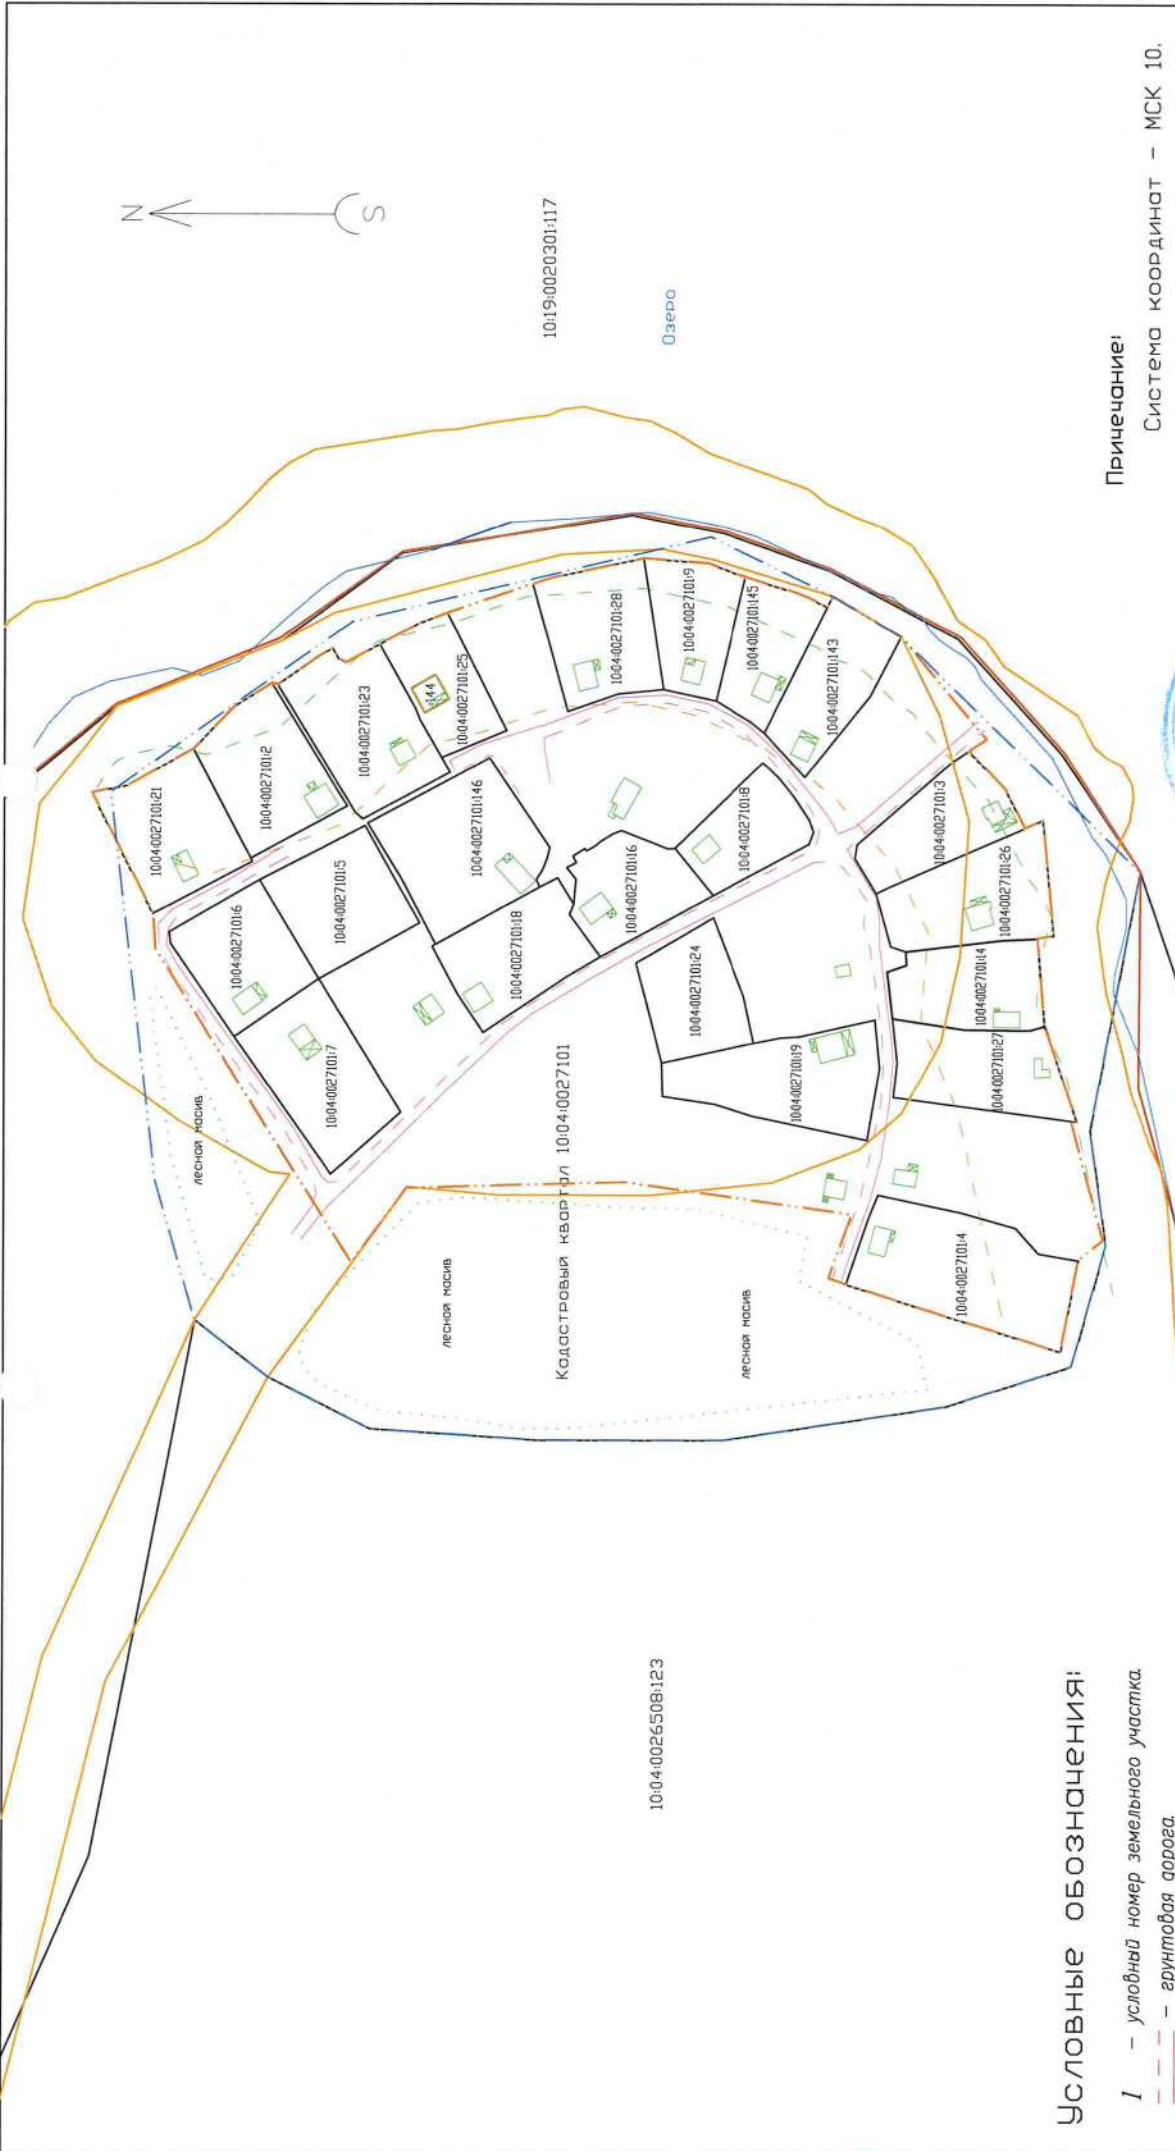 N
S
10:19:0020301:117
Озеро
Причечание:
Система координат – МСК 10.
10:04:0027101:21
10:04:0027101:2
10:04:0027101:23
:144
10:04:0027101:25
10:04:0027101:28
10:04:0027101:9
10:04:0027101:145
10:04:0027101:143
10:04:0027101:6
10:04:0027101:5
10:04:0027101:146
10:04:0027101:18
10:04:0027101:16
10:04:0027101:8
10:04:0027101:3
10:04:0027101:26
10:04:0027101:7
10:04:0027101:24
10:04:0027101:19
10:04:0027101:14
10:04:0027101:27
10:04:0027101:4
лесной масив
лесной масив
Кадастровый квартал 10:04:0027101
лесной масив
10:04:0026508:123
Условные обозначения:
1 – условный номер земельного участка
– грунтовая дорога